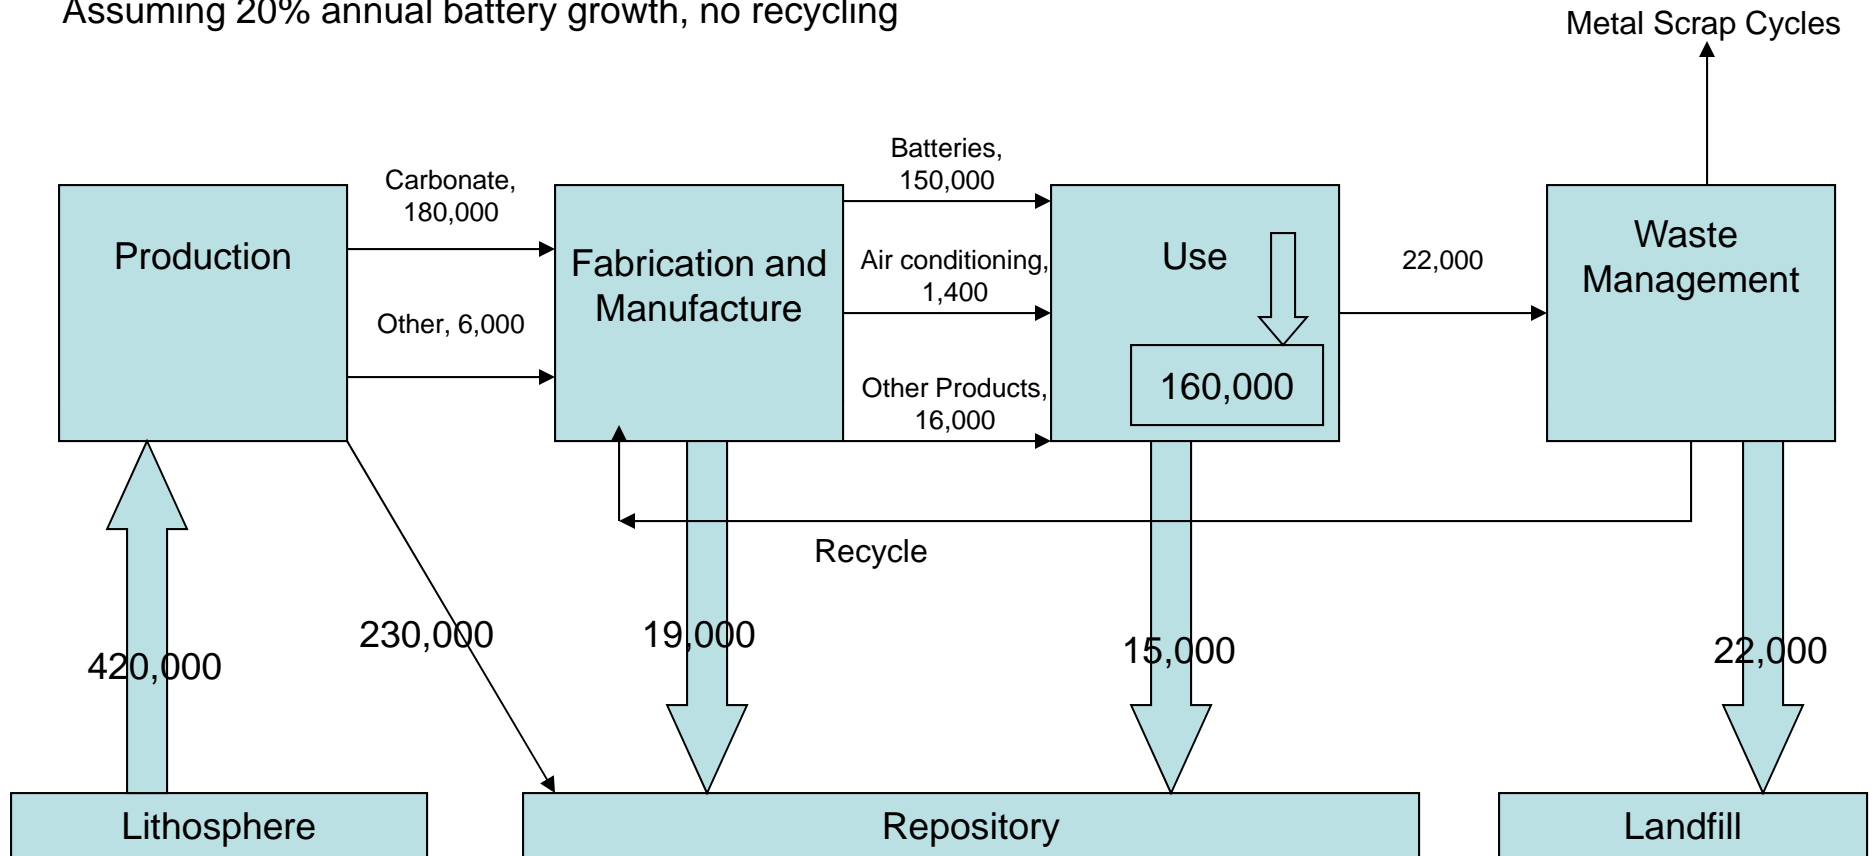 Assuming 20% annual battery growth, no recycling
Metal Scrap Cycles
Production
Carbonate,
180,000
Other, 6,000
Fabrication and
Manufacture
Batteries,
150,000
Air conditioning,
1,400
Other Products,
16,000
Use
160,000
22,000
Waste
Management
Recycle
420,000
230,000
19,000
15,000
22,000
Lithosphere
Repository
Landfill